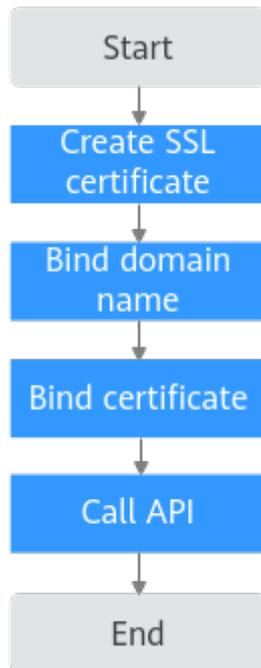 Start
Create SSL
certificate
Bind domain
name
Bind certificate
Call API
End